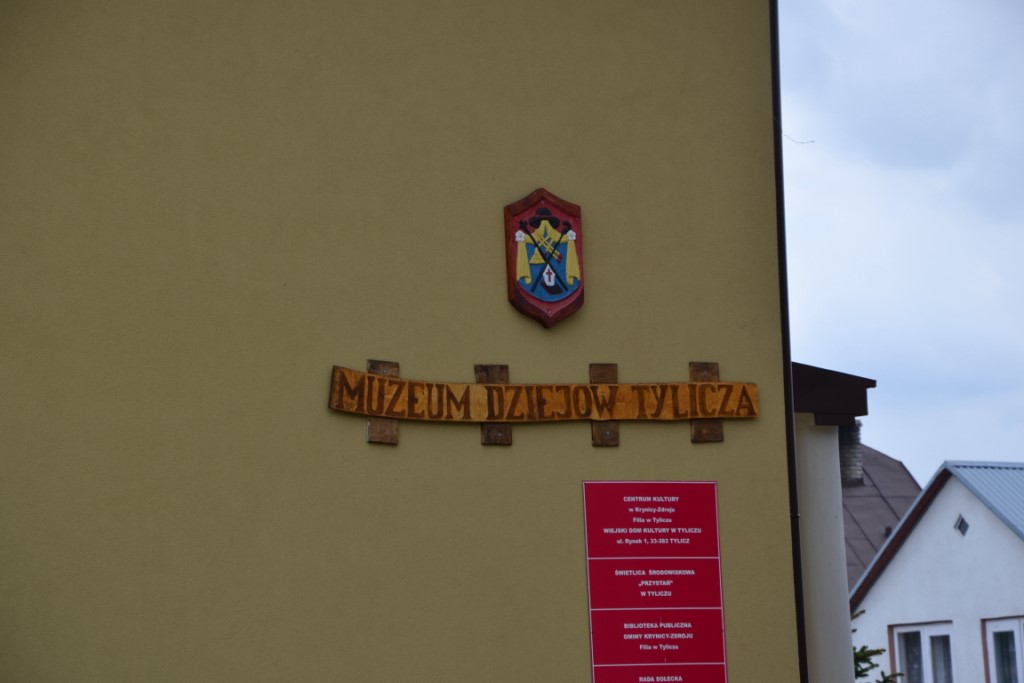 MUZEUM DZIEJÓW TYLICZA
CENTRUM KULTURY
w Krynicy-Zdroju
Filia w Tyliczu
WIEJSKI DOM KULTURY W TYLICZU
ul. Rynek 1, 33-383 TYLICZ
ŚWIETLICA ŚRODOWISKOWA
„PRZYSTAŃ"
W TYLICZU
BIBLIOTEKA PUBLICZNA
GMINY KRYNICY-ZDROJU
Filia w Tyliczu
RADA SOŁECKA